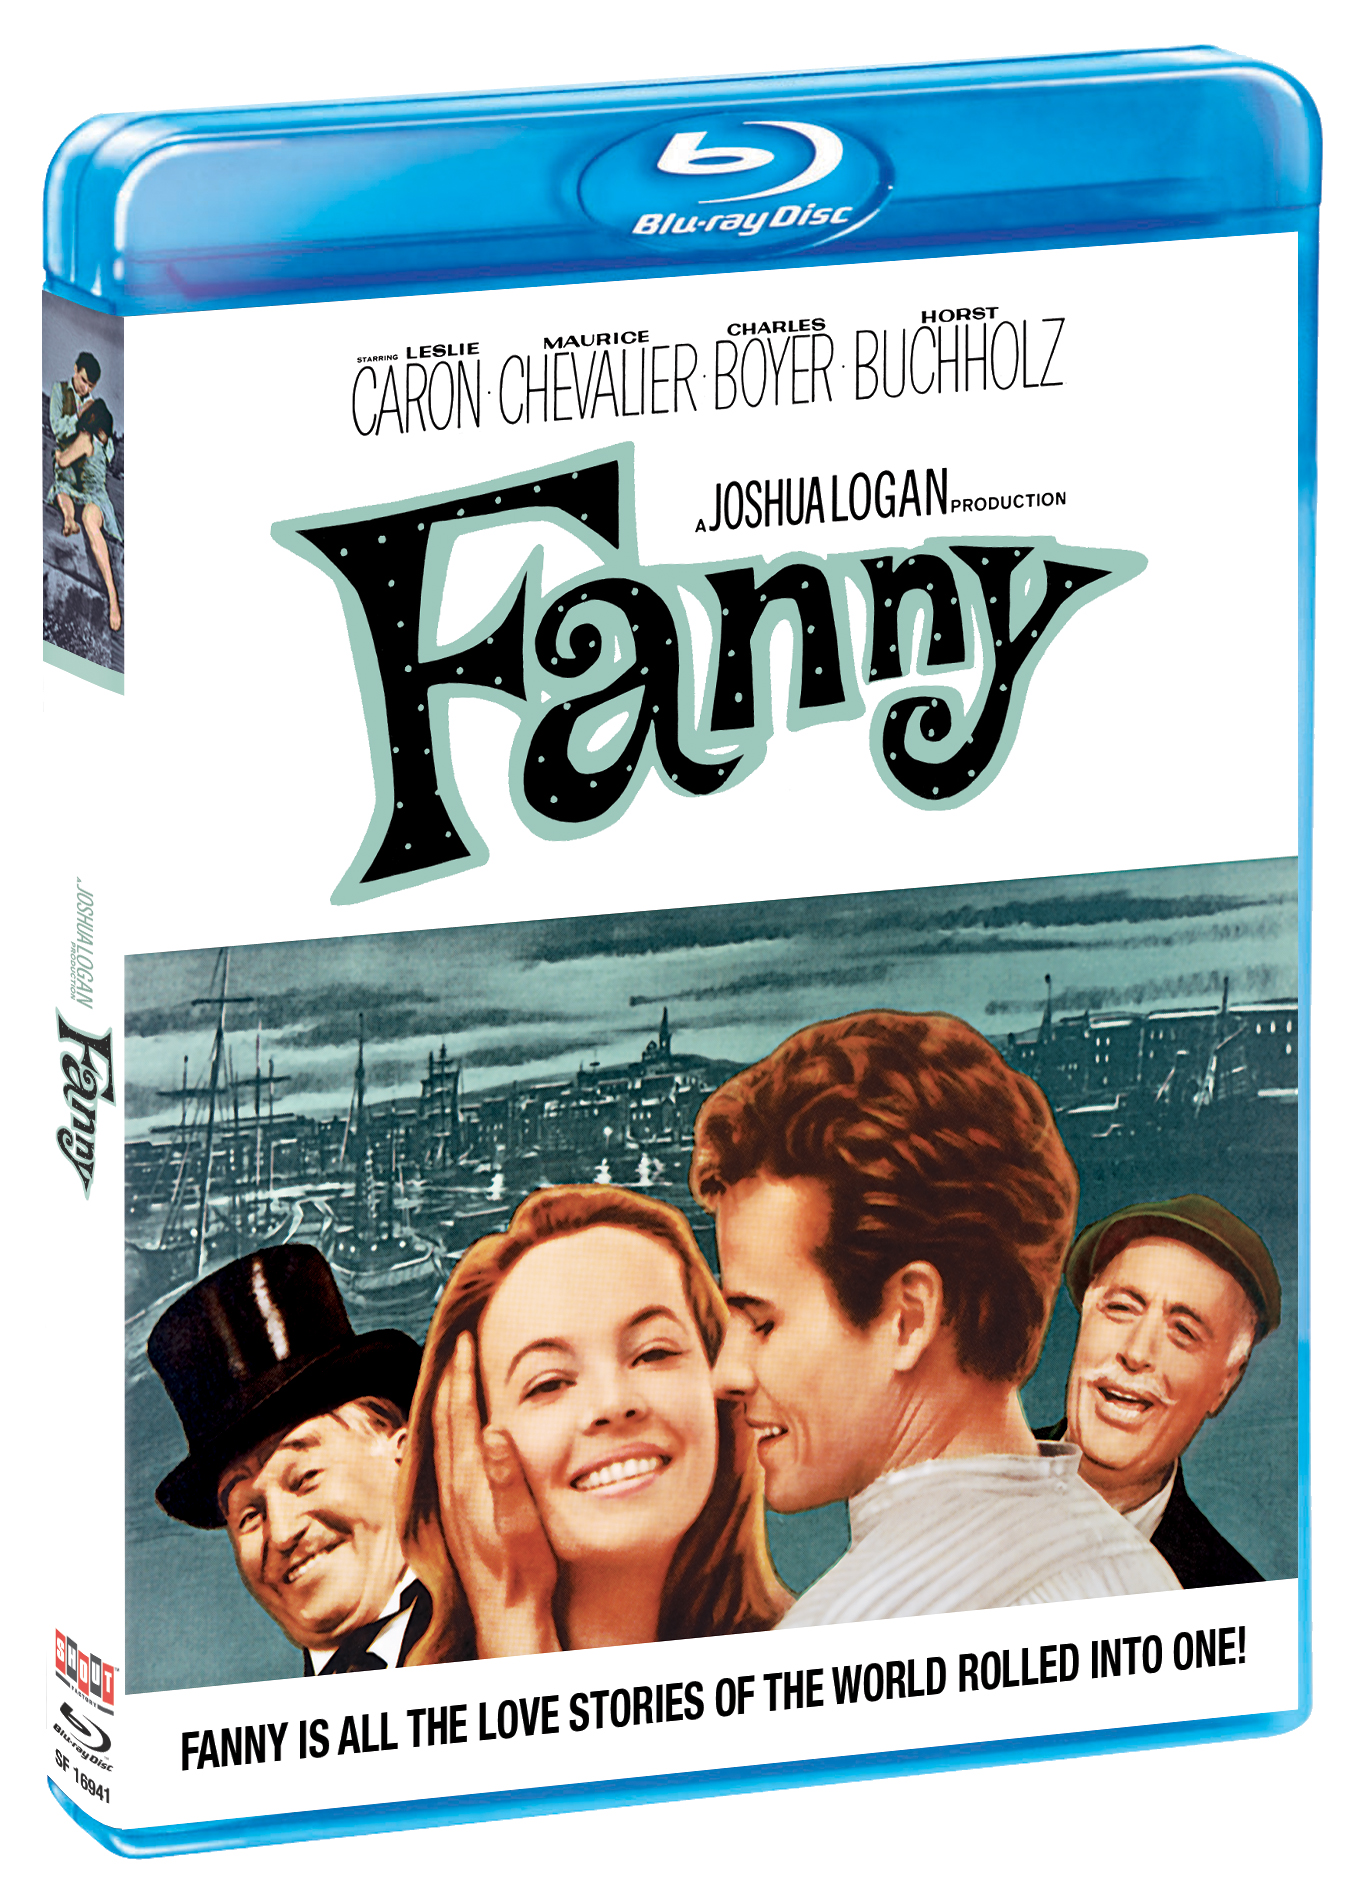 Blu-ray Disc
STARRING LESLIE CARON · MAURICE CHEVALIER · CHARLES BOYER · HORST BUCHHOLZ
A JOSHUA LOGAN PRODUCTION
Fanny
FANNY IS ALL THE LOVE STORIES OF THE WORLD ROLLED INTO ONE!
A JOSHUA LOGAN
PRODUCTION
Fanny
SHOUT™
FACTORY
Blu-ray Disc
SF 16941